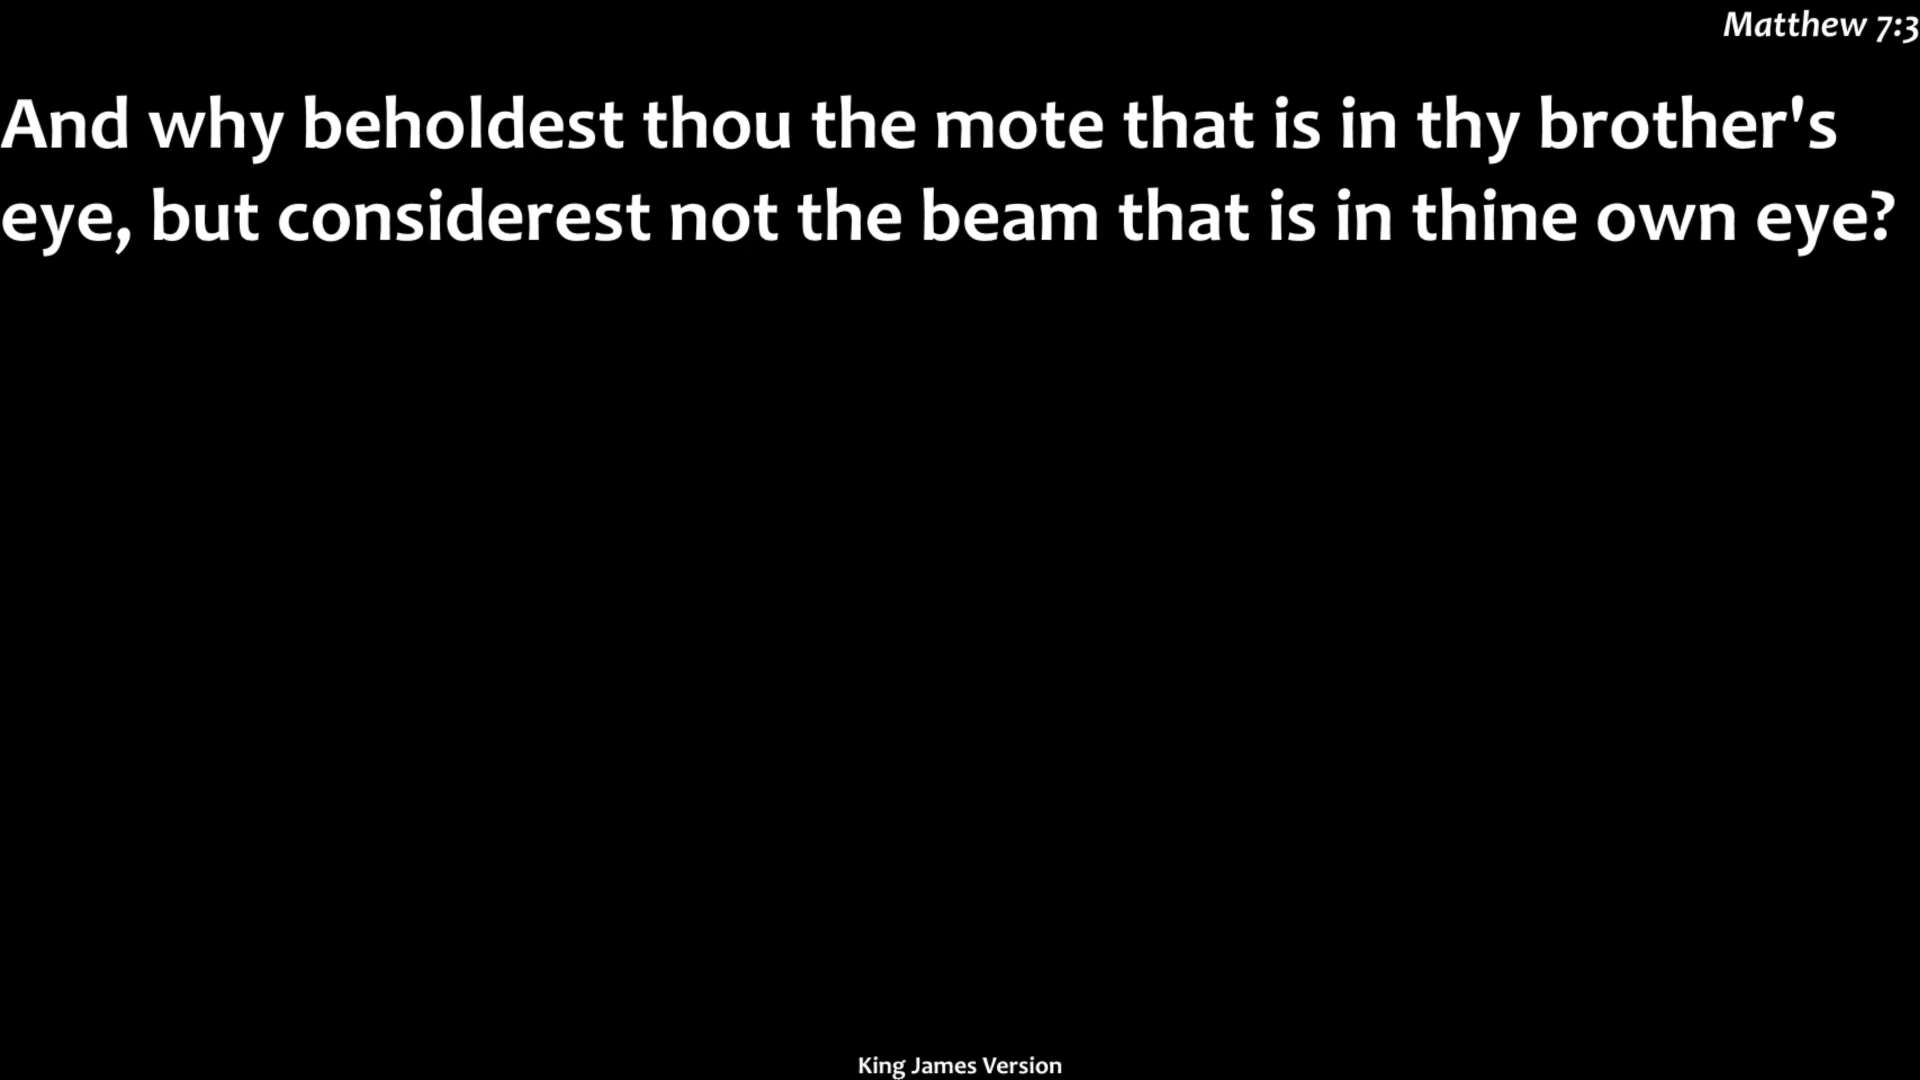 Matthew 7:3
And why beholdest thou the mote that is in thy brother's
eye, but considerest not the beam that is in thine own eye?
King James Version